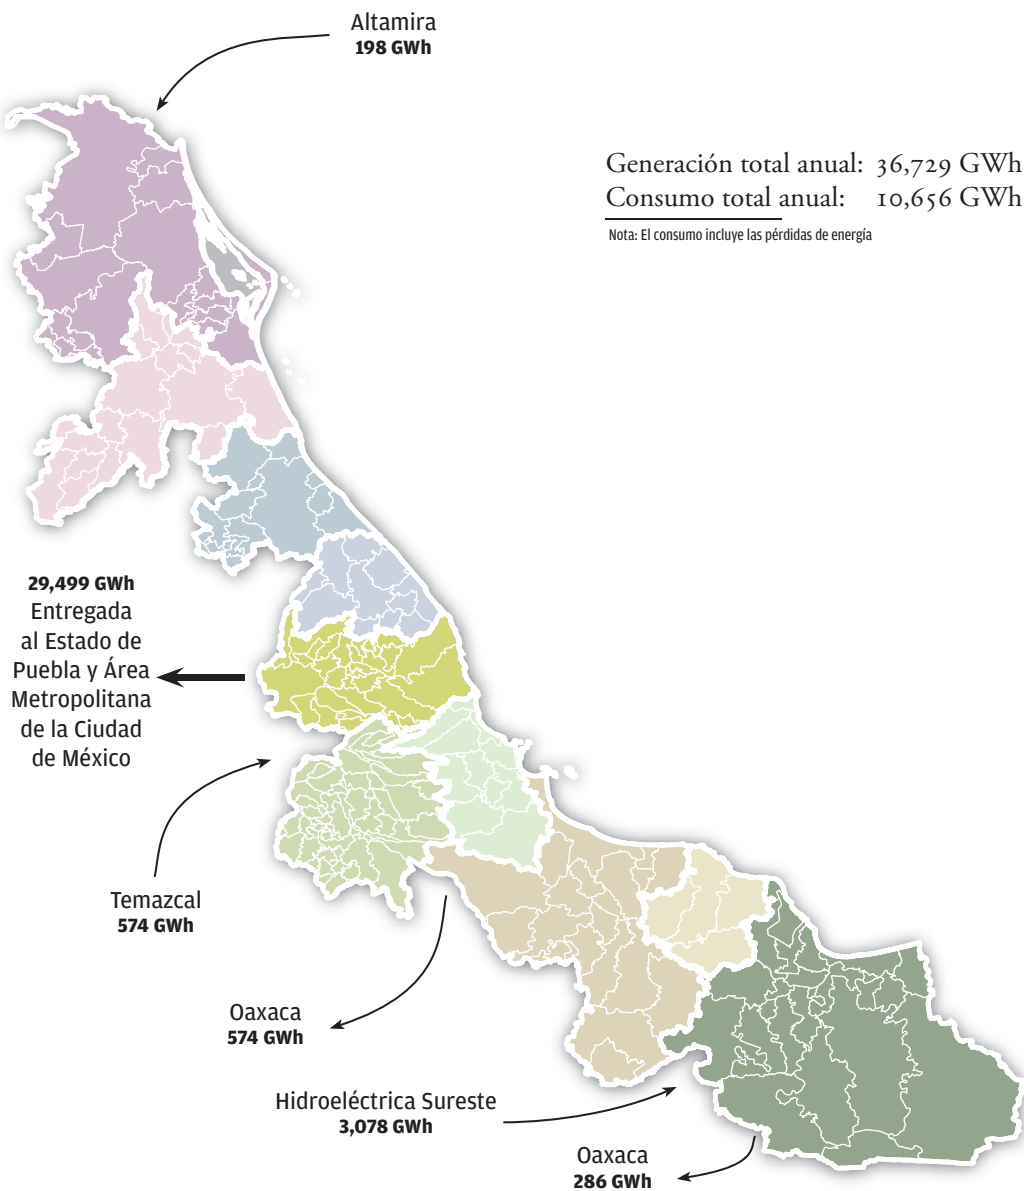 Altamira
198 GWh
Generación total anual: 36,729 GWh
Consumo total anual: 10,656 GWh
Nota: El consumo incluye las pérdidas de energía
29,499 GWh
Entregada
al Estado de
Puebla y Área
Metropolitana
de la Ciudad
de México
Temazcal
574 GWh
Oaxaca
574 GWh
Hidroeléctrica Sureste
3,078 GWh
Oaxaca
286 GWh